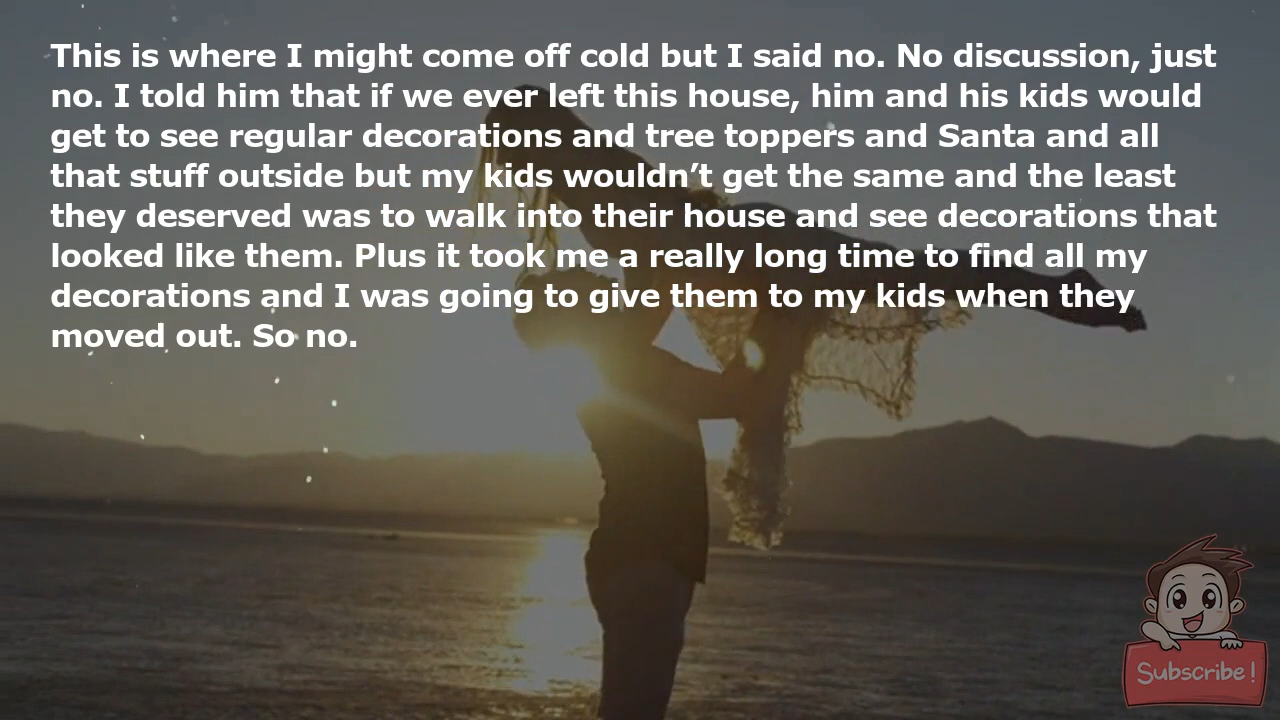 This is where I might come off cold but I said no. No discussion, just
no. I told him that if we ever left this house, him and his kids would
get to see regular decorations and tree toppers and Santa and all
that stuff outside but my kids wouldn’t get the same and the least
they deserved was to walk into their house and see decorations that
looked like them. Plus it took me a really long time to find all my
decorations and I was going to give them to my kids when they
moved out. So no.
Subscribe!